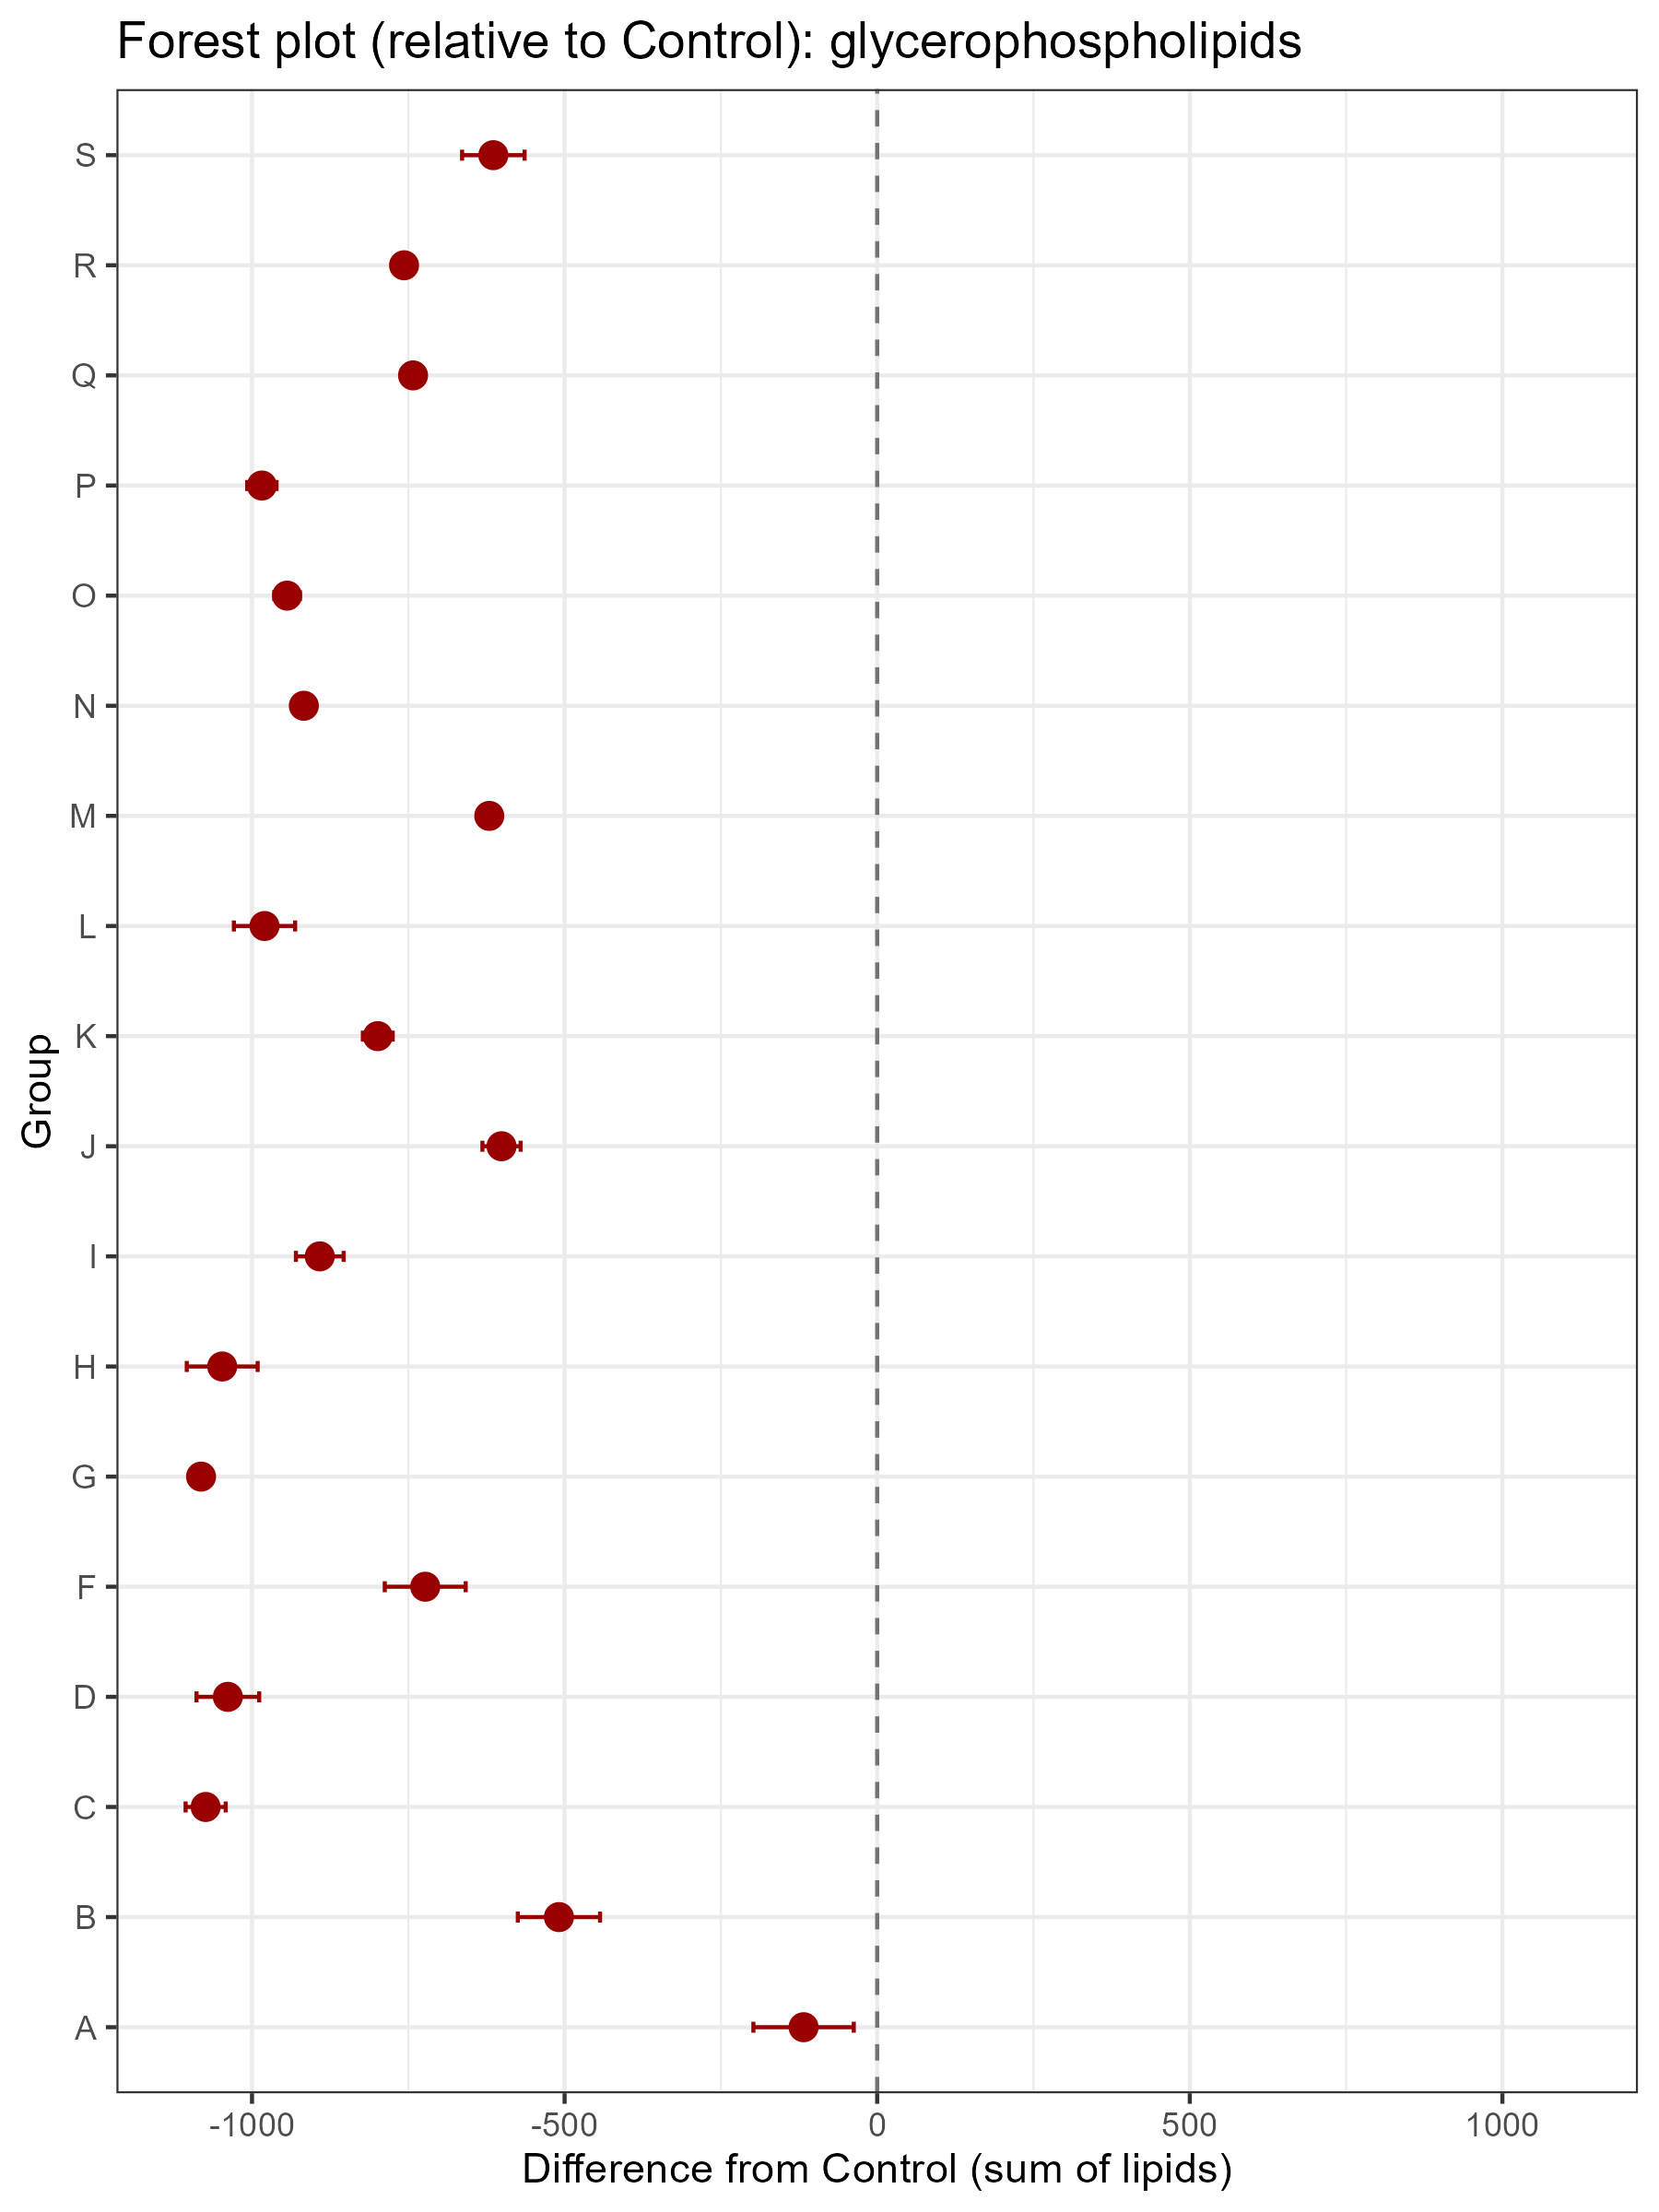 Forest plot (relative to Control): glycerophospholipids
S
R
Q
P
O
N
M
L
K
J
I
H
G
F
D
C
B
A
Group
-1000 -500 0 500 1000
Difference from Control (sum of lipids)